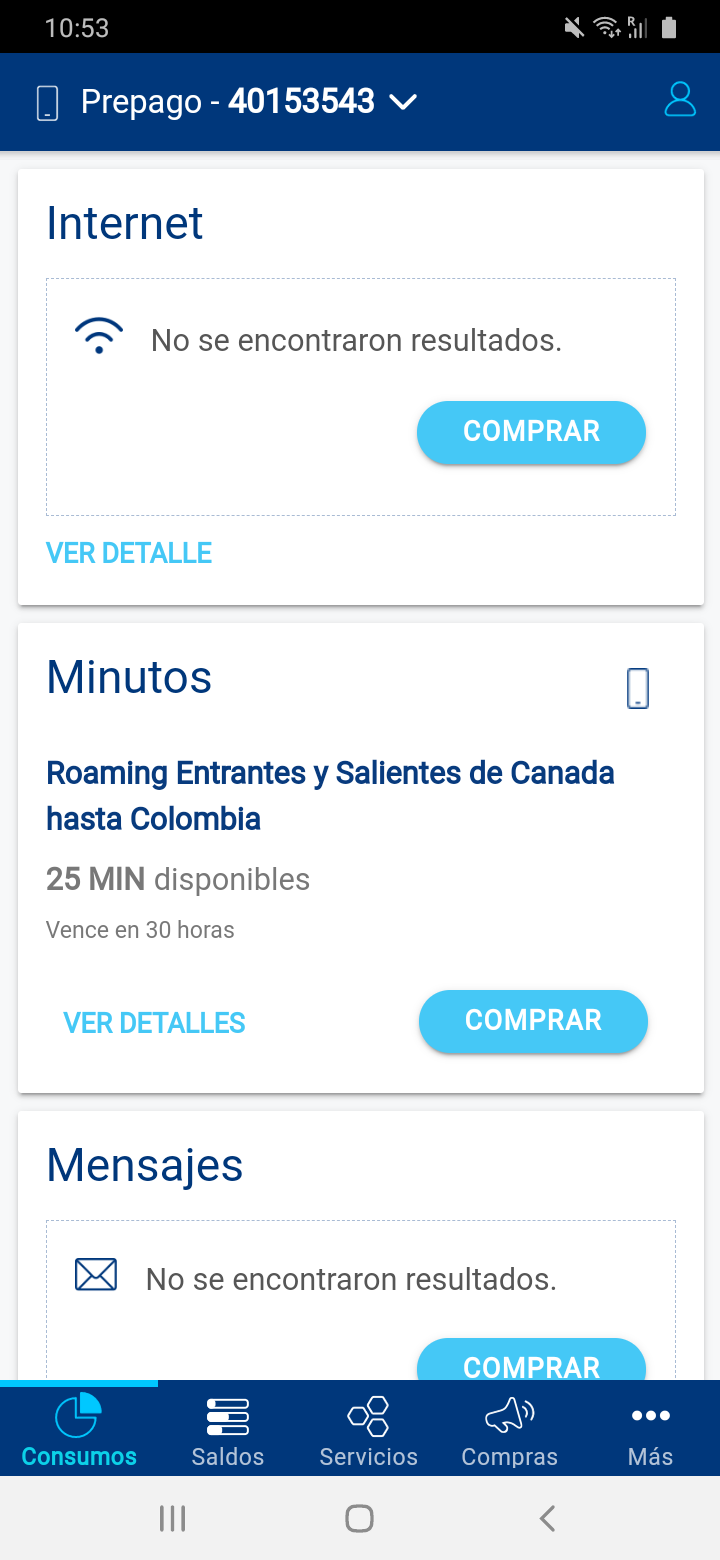 10:53
R
Prepago - 40153543
Internet
No se encontraron resultados.
COMPRAR
VER DETALLE
Minutos
Roaming Entrantes y Salientes de Canada
hasta Colombia
25 MIN disponibles
Vence en 30 horas
VER DETALLES
COMPRAR
Mensajes
No se encontraron resultados.
COMPRAR
Consumos
Saldos
Servicios
Compras
Más